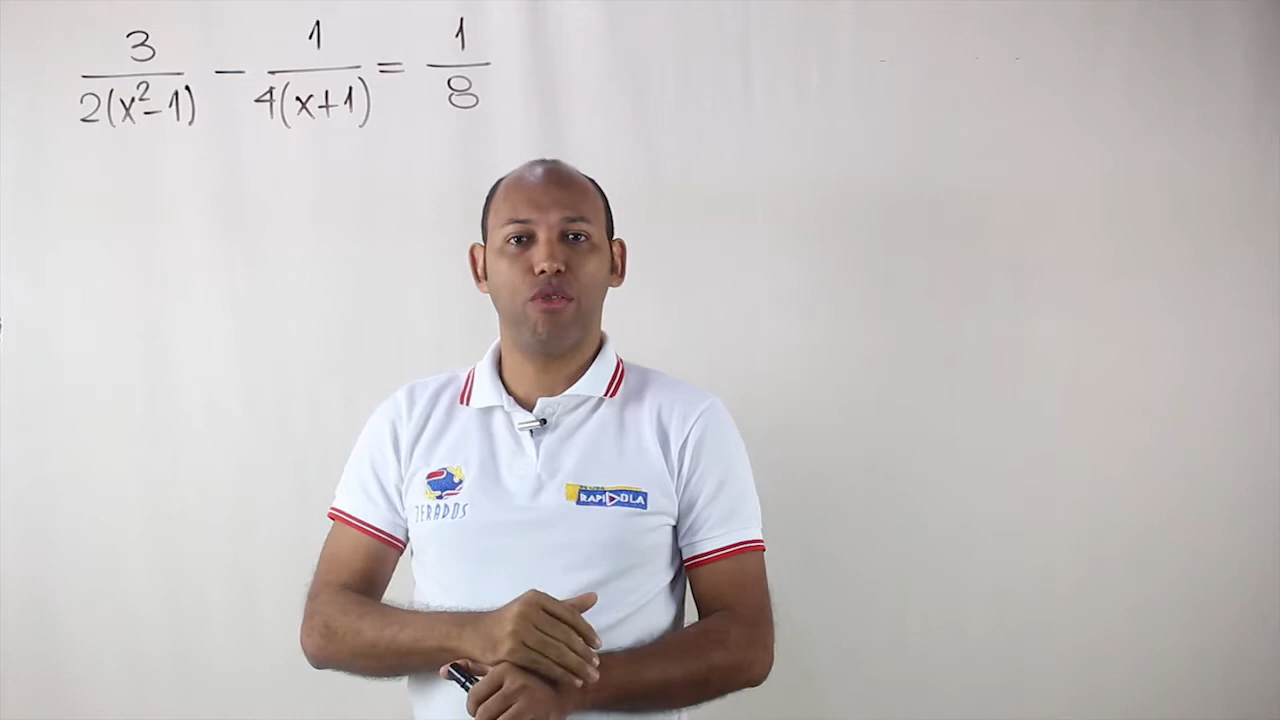 3/2(x²-1) - 1/4(x+1) = 1/8
ZERADOS
RAPIDOLA